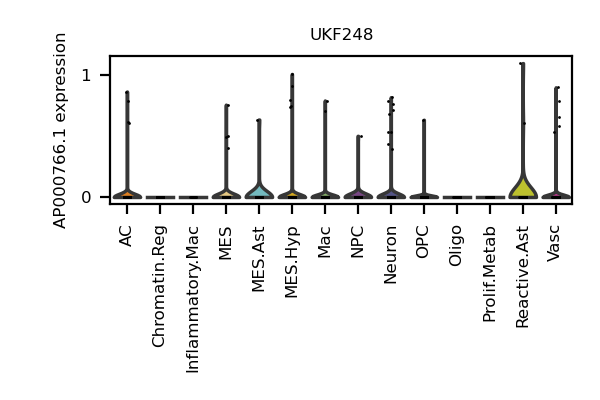 UKF248
AP000766.1 expression
1
0
AC
Chromatin.Reg
Inflammatory.Mac
MES
MES.Ast
MES.Hyp
Mac
NPC
Neuron
OPC
Oligo
Prolif.Metab
Reactive.Ast
Vasc